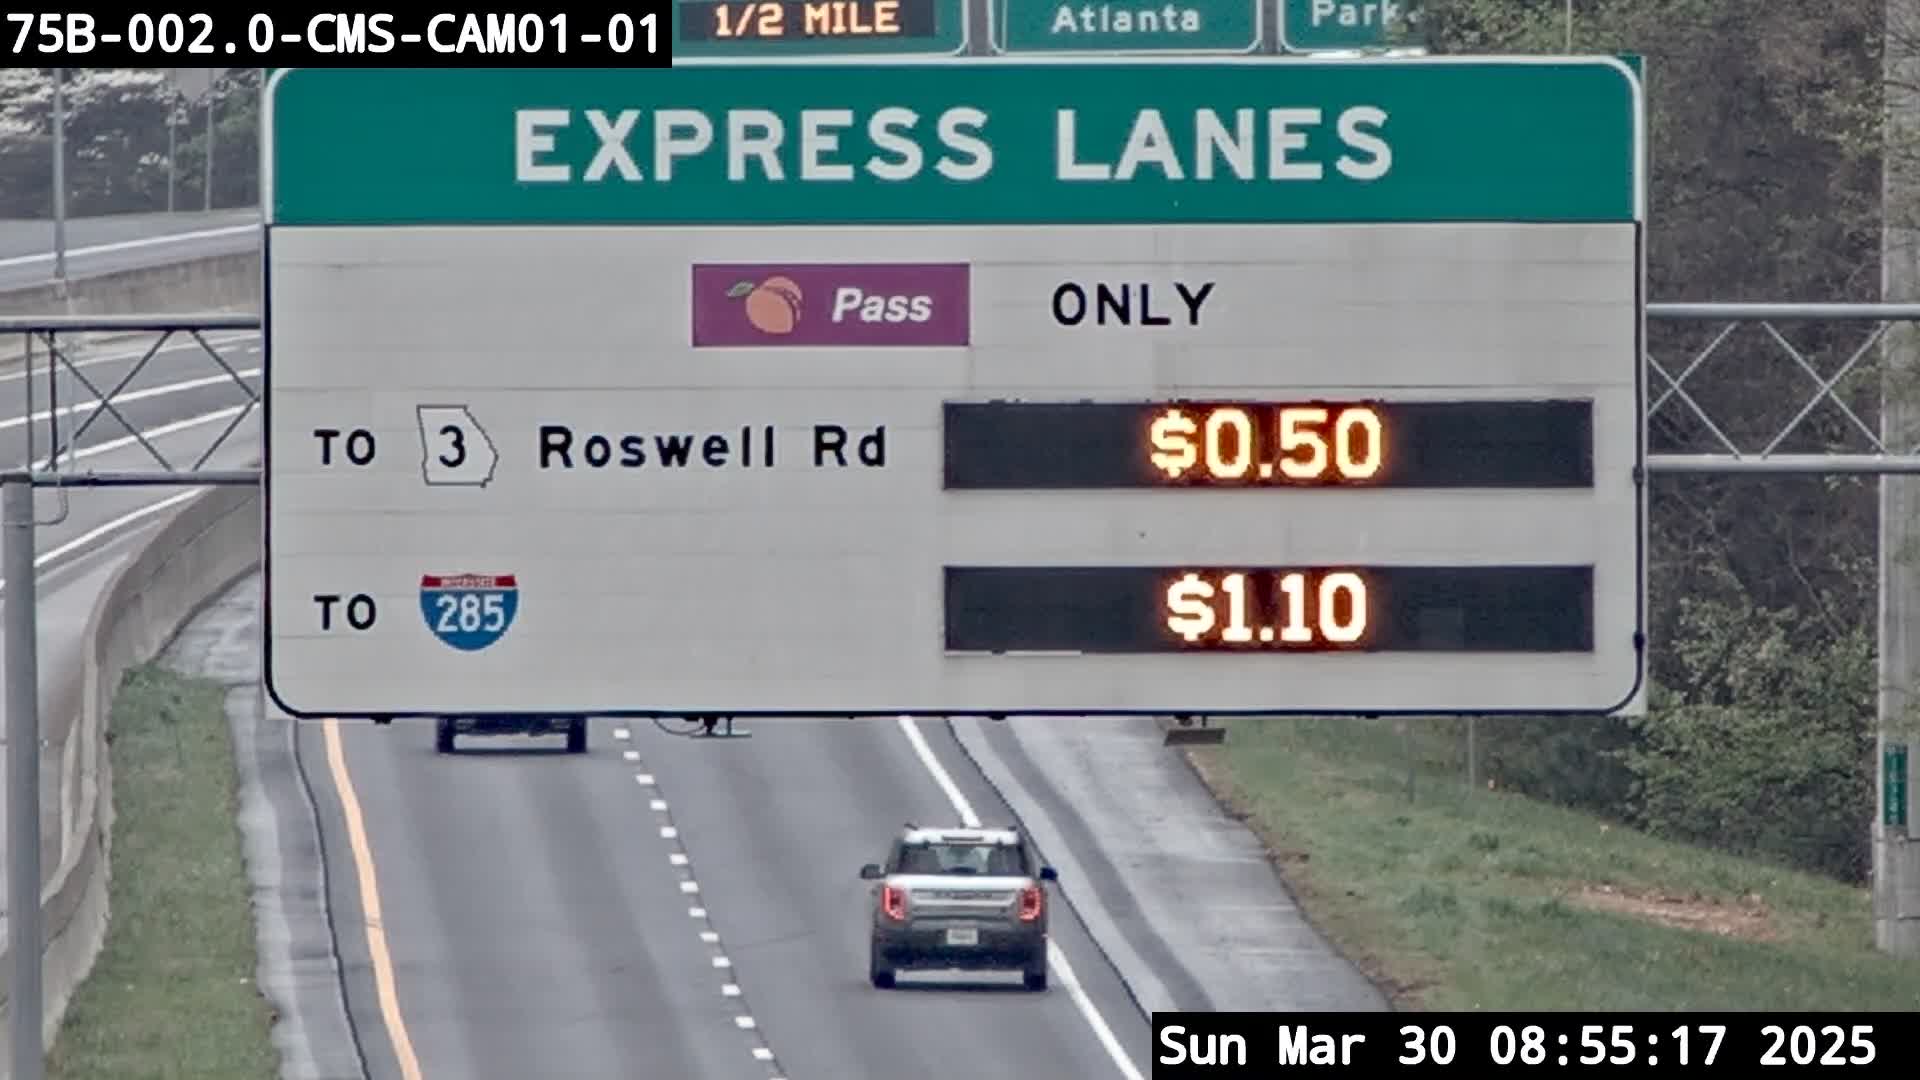 75B-002.0-CMS-CAM01-01
1/2 MILE
Atlanta
EXPRESS LANES
Pass ONLY
TO 3 Roswell Rd $0.50
TO INTERSTATE 285 $1.10
Sun Mar 30 08:55:17 2025